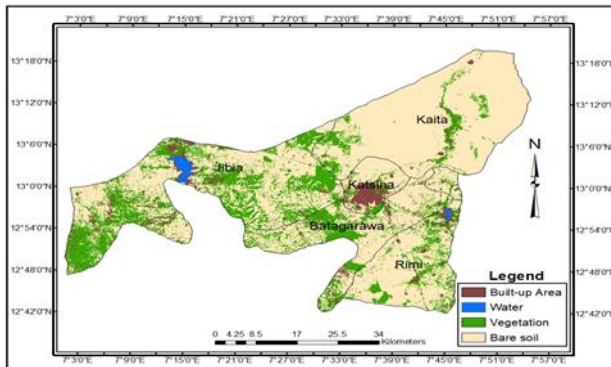 7°3'0"E 7°9'0"E 7°15'0"E 7°21'0"E 7°27'0"E 7°33'0"E 7°39'0"E 7°45'0"E 7°51'0"E 7°57'0"E
13°18'0"N 13°18'0"N
13°12'0"N 13°12'0"N
Kaita
13°6'0"N 13°6'0"N
N
Jibia
Katsina
13°0'0"N 13°0'0"N
12°54'0"N 12°54'0"N
Batagarawa
Rimi
12°48'0"N 12°48'0"N
12°42'0"N 12°42'0"N
Legend
Built-up Area
Water
Vegetation
Bare soil
0 4.25 8.5 17 25.5 34
Kilometers
7°3'0"E 7°9'0"E 7°15'0"E 7°21'0"E 7°27'0"E 7°33'0"E 7°39'0"E 7°45'0"E 7°51'0"E 7°57'0"E